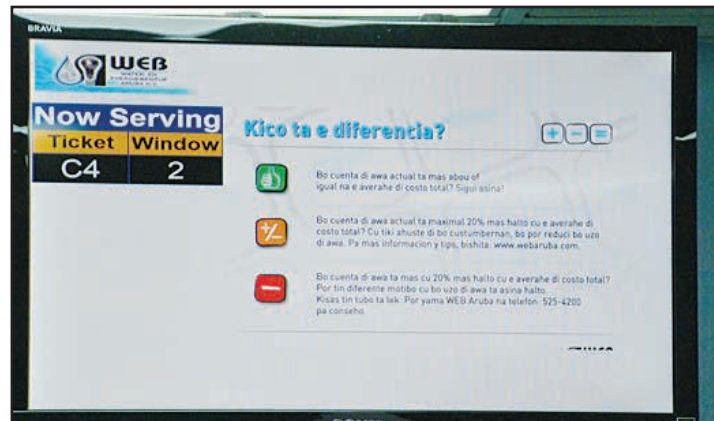 BRAVIA
WEB
WATER EN
ENERGIEBEDRIJF
ARUBA N.V.
Now Serving
Ticket Window
C4 2
Kico ta e diferencia?
+ - =
Bo cuenta di awa actual ta mas abou of
igual na e averahe di costo total? Sigui asina!
+/-
Bo cuenta di awa actual ta maximal 20% mas halto cu e averahe di
costo total? Cu tiki ahuste di bo custumbernan, bo por reduci bo uzo
di awa. Pa mas informacion y tips, bishita: www.webaruba.com.
-
Bo cuenta di awa ta mas cu 20% mas halto cu e averahe di costo total?
Por tin diferente motibo cu bo uzo di awa ta asina halto.
Kisas tin tubo ta lek. Por yama WEB Aruba na telefon: 525-4200
pa conseho.